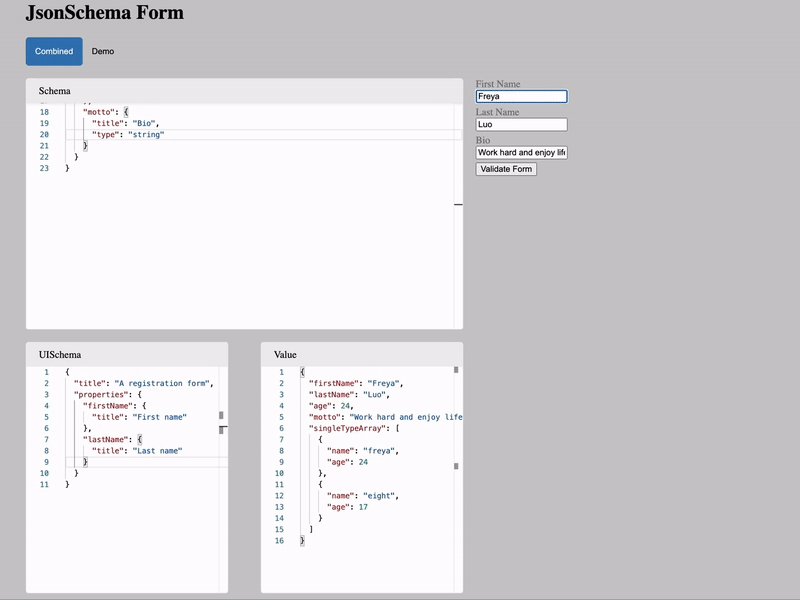 JsonSchema Form
Combined Demo
Schema
18 "motto": {
19 "title": "Bio",
20 "type": "string"
21 }
22 }
23 }
First Name
Freya
Last Name
Luo
Bio
Work hard and enjoy life
Validate Form
UISchema
1 {
2 "title": "A registration form",
3 "properties": {
4 "firstName": {
5 "title": "First name"
6 },
7 "lastName": {
8 "title": "Last name"
9 }
10 }
11 }
Value
1 {
2 "firstName": "Freya",
3 "lastName": "Luo",
4 "age": 24,
5 "motto": "Work hard and enjoy life
6 "singleTypeArray": [
7 {
8 "name": "freya",
9 "age": 24
10 },
11 {
12 "name": "eight",
13 "age": 17
14 }
15 ]
16 }